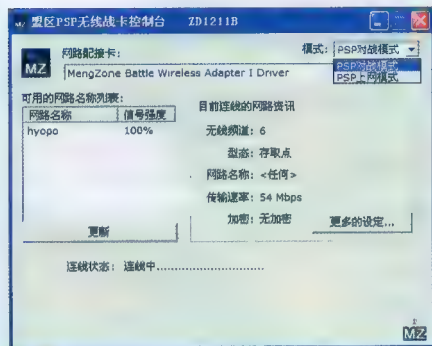 盟区PSP无线战卡控制台 ZD1211B
MZ
网路配接卡:
模式: PSP对战模式
MengZone Battle Wireless Adapter I Driver
PSP对战模式
PSP上网模式
可用的网路名称列表:
网路名称 信号强度
hyopo 100%
更新
目前连线的网路资讯
无线频道: 6
型态: 存取点
网路名称: <任何>
传输速率: 54 Mbps
加密: 无加密
更多的设定...
连线状态: 连线中..........................
MZ